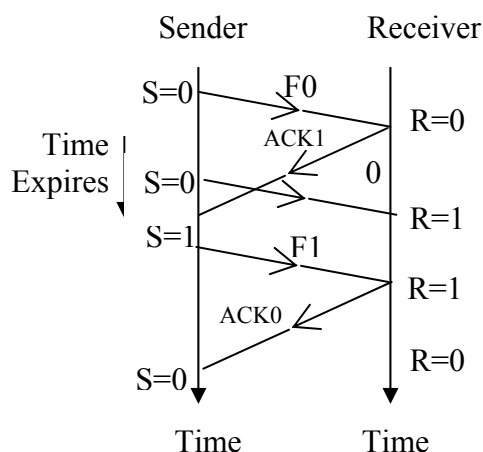 Sender Receiver
S=0 F0
R=0
ACK1
Time Expires
0
S=0
R=1
S=1
F1
R=1
ACK0
R=0
S=0
Time Time